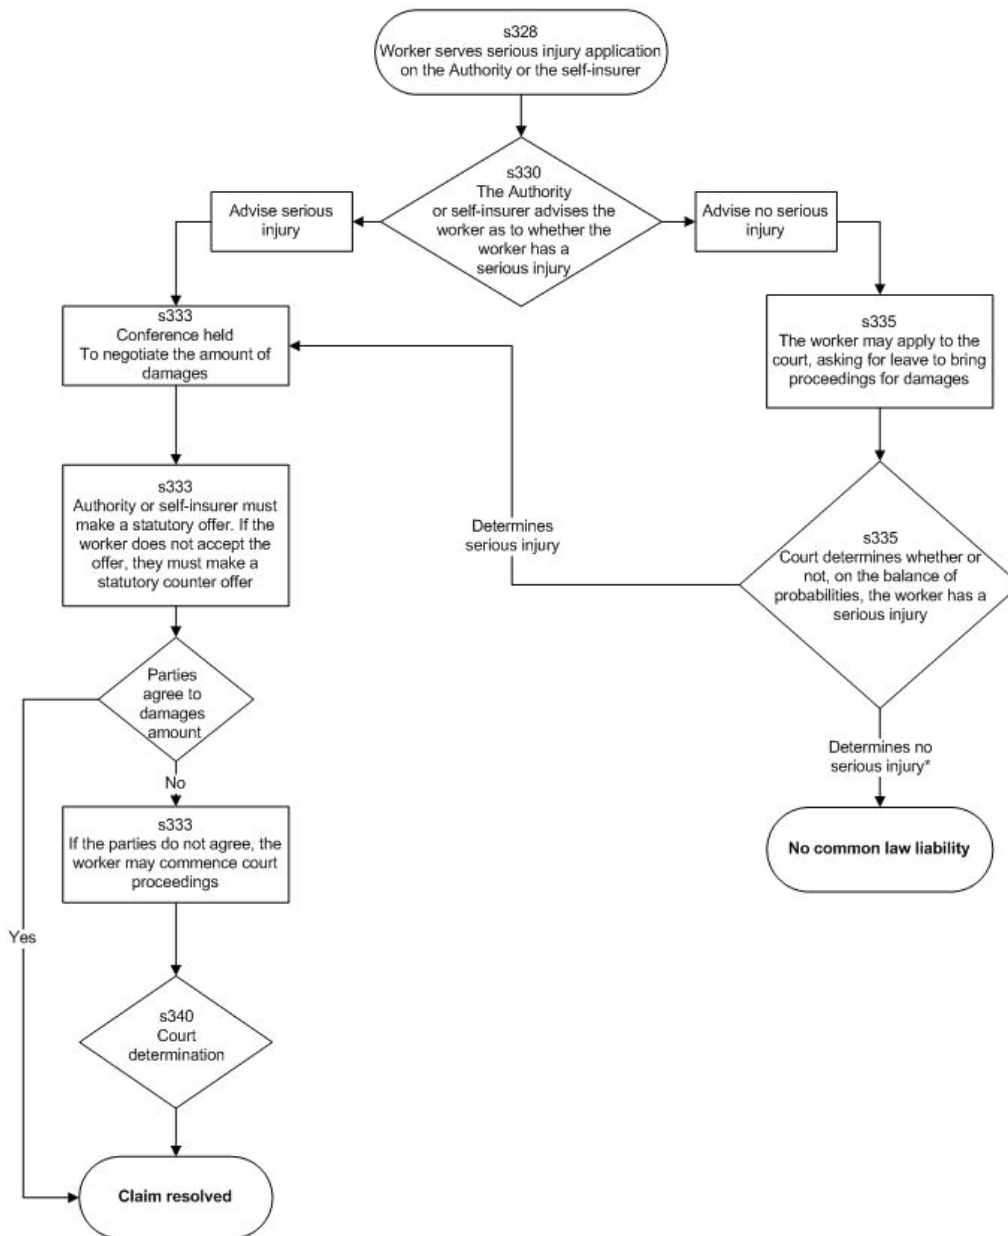 s328
Worker serves serious injury application
on the Authority or the self-insurer
s330
The Authority
or self-insurer advises the
worker as to whether the
worker has a
serious injury
Advise serious
injury
Advise no serious
injury
s333
Conference held
To negotiate the amount of
damages
s335
The worker may apply to the
court, asking for leave to bring
proceedings for damages
s333
Authority or self-insurer must
make a statutory offer. If the
worker does not accept the
offer, they must make a
statutory counter offer
Determines
serious injury
s335
Court determines whether or
not, on the balance of
probabilities, the worker has a
serious injury
Parties
agree to
damages
amount
Determines no
serious injury*
No
s333
If the parties do not agree, the
worker may commence court
proceedings
No common law liability
Yes
s340
Court
determination
Claim resolved